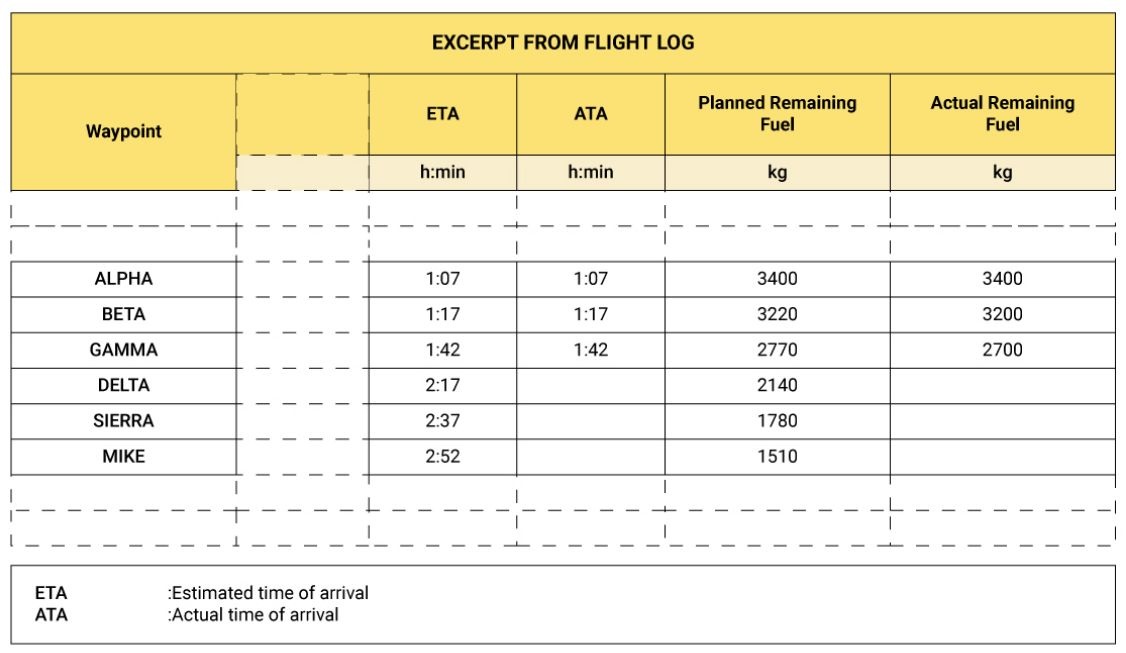 EXCERPT FROM FLIGHT LOG
Waypoint ETA ATA Planned Remaining Fuel Actual Remaining Fuel
h:min h:min kg kg
ALPHA 1:07 1:07 3400 3400
BETA 1:17 1:17 3220 3200
GAMMA 1:42 1:42 2770 2700
DELTA 2:17 2140
SIERRA 2:37 1780
MIKE 2:52 1510
ETA :Estimated time of arrival
ATA :Actual time of arrival